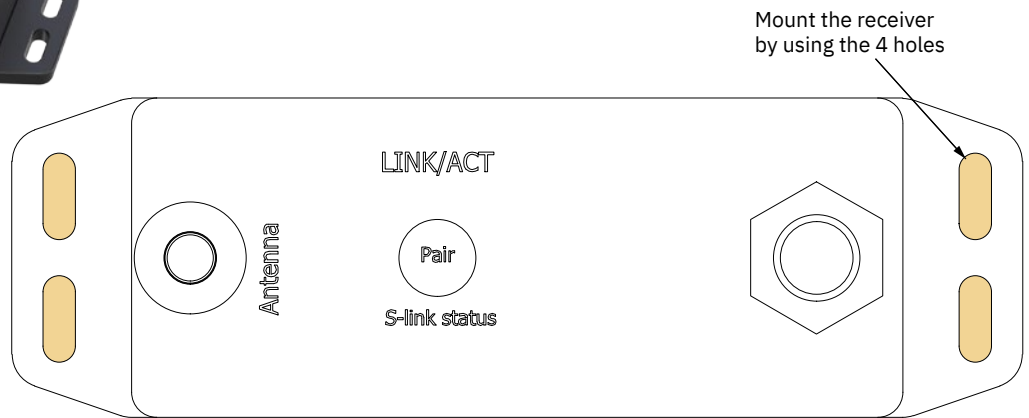 Mount the receiver
by using the 4 holes
LINK/ACT
Antenna
Pair
S-link status